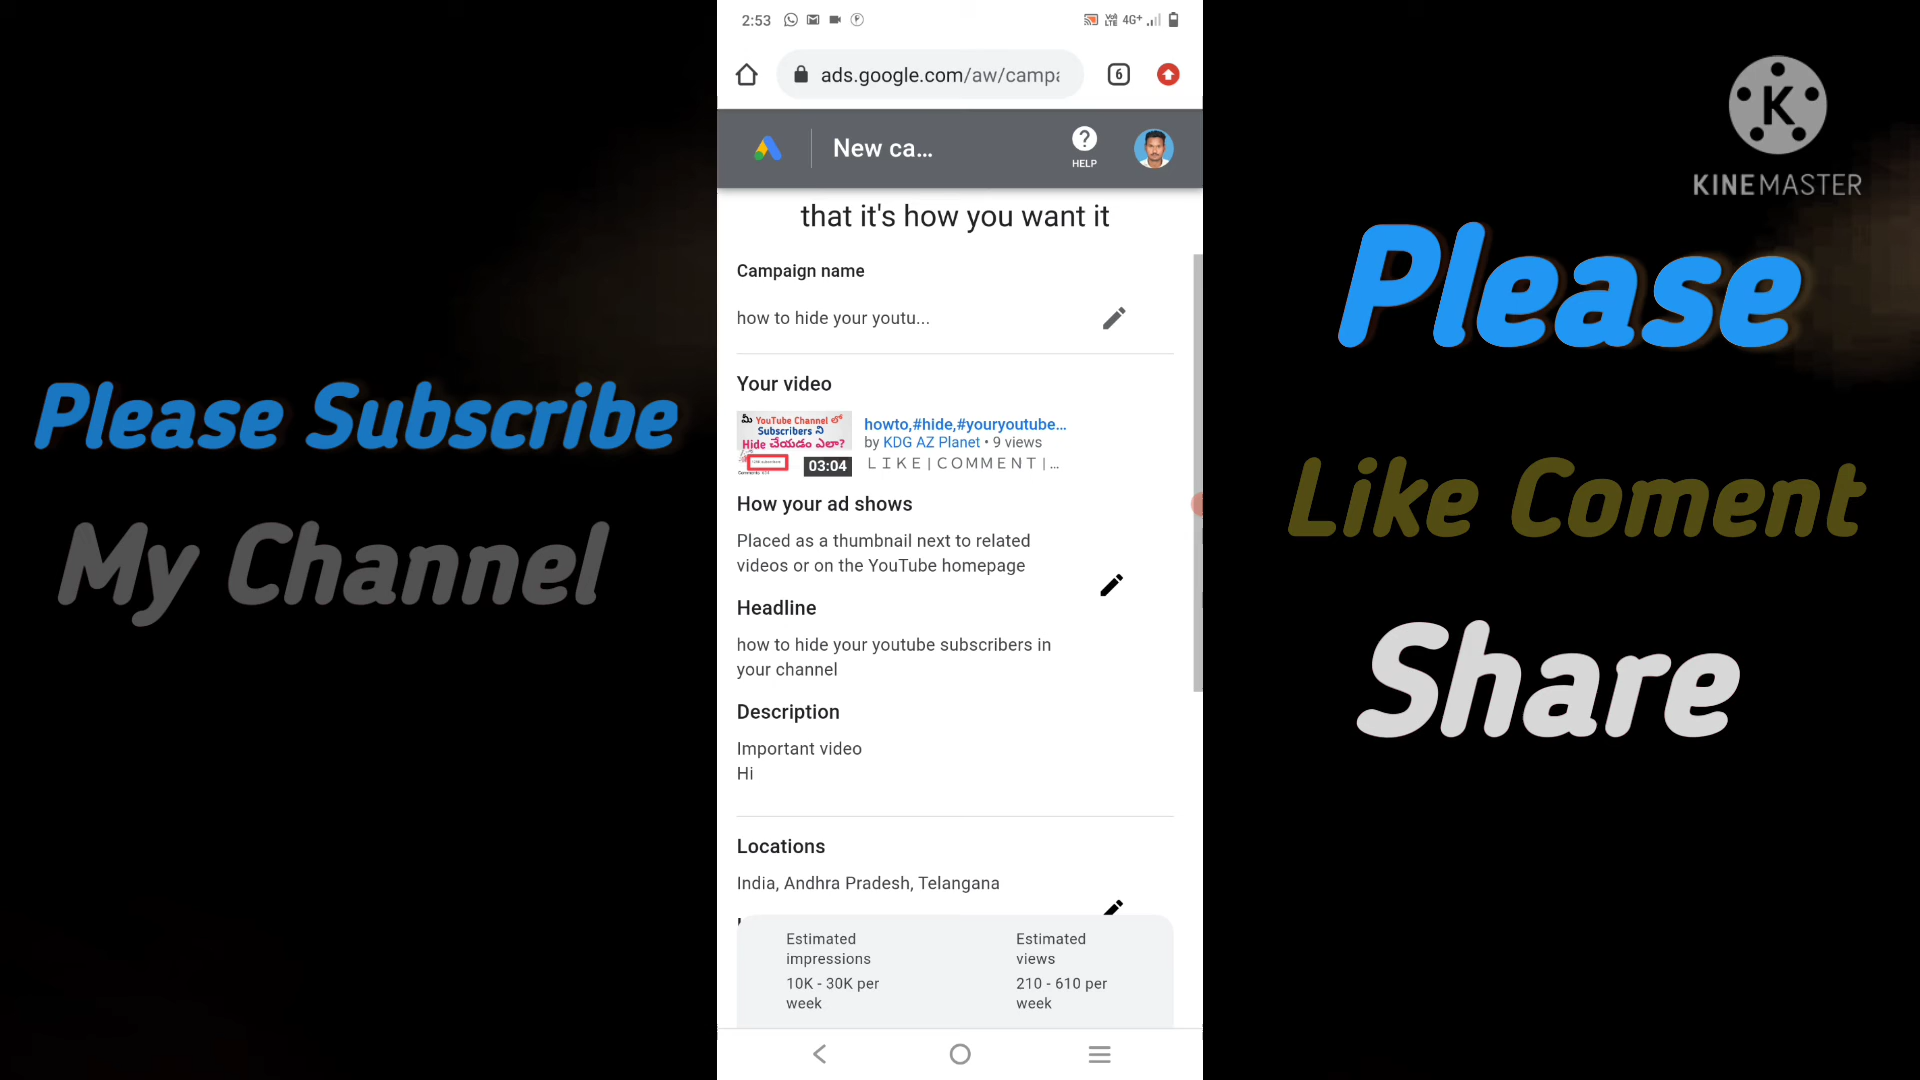 2:53
4G+
ads.google.com/aw/campa
6
New ca...
HELP
that it's how you want it
Campaign name
how to hide your youtu...
Your video
మీ YouTube Channel లో
Subscribers ని
Hide చేయడం ఎలా?
03:04
howto,#hide,#youryoutube...
by KDG AZ Planet • 9 views
L I K E | C O M M E N T | ...
How your ad shows
Placed as a thumbnail next to related
videos or on the YouTube homepage
Headline
how to hide your youtube subscribers in
your channel
Description
Important video
Hi
Locations
India, Andhra Pradesh, Telangana
Estimated
impressions
10K - 30K per
week
Estimated
views
210 - 610 per
week
Please Subscribe
My Channel
K
KINEMASTER
Please
Like Coment
Share